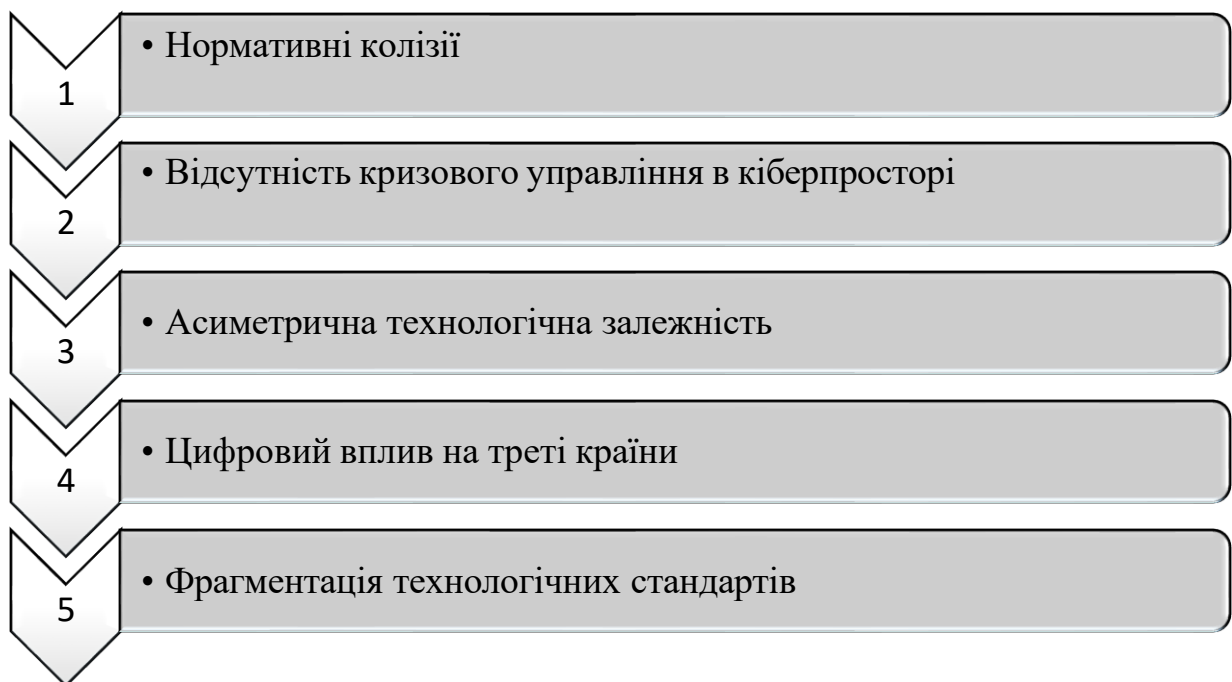 1
• Нормативні колізії
2
• Відсутність кризового управління в кіберпросторі
3
• Асиметрична технологічна залежність
4
• Цифровий вплив на треті країни
5
• Фрагментація технологічних стандартів